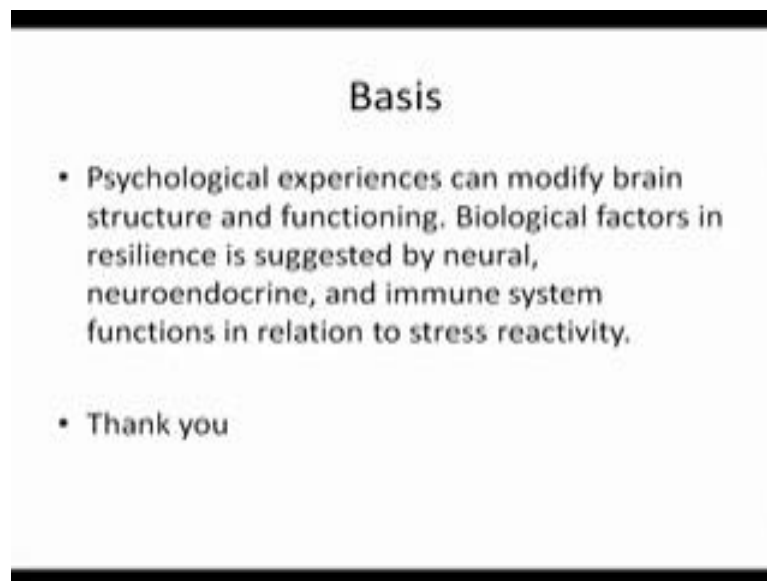 Basis
• Psychological experiences can modify brain
structure and functioning. Biological factors in
resilience is suggested by neural,
neuroendocrine, and immune system
functions in relation to stress reactivity.
• Thank you